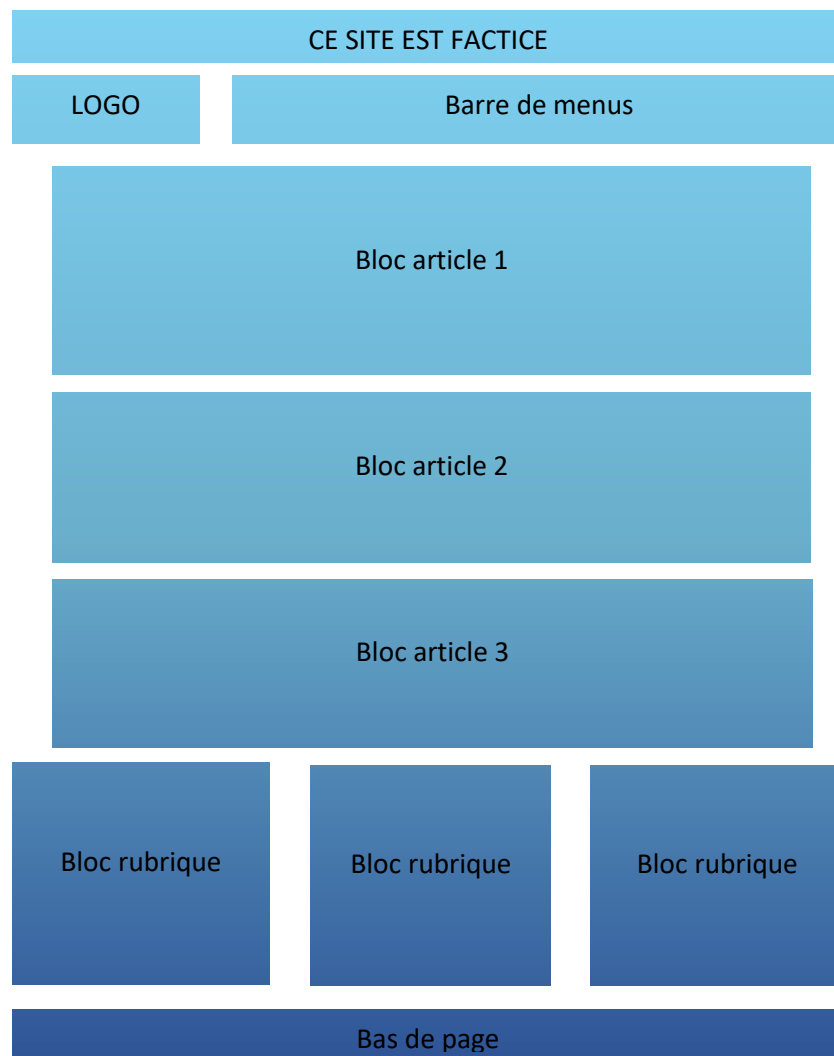 CE SITE EST FACTICE
LOGO
Barre de menus
Bloc article 1
Bloc article 2
Bloc article 3
Bloc rubrique
Bloc rubrique
Bloc rubrique
Bas de page